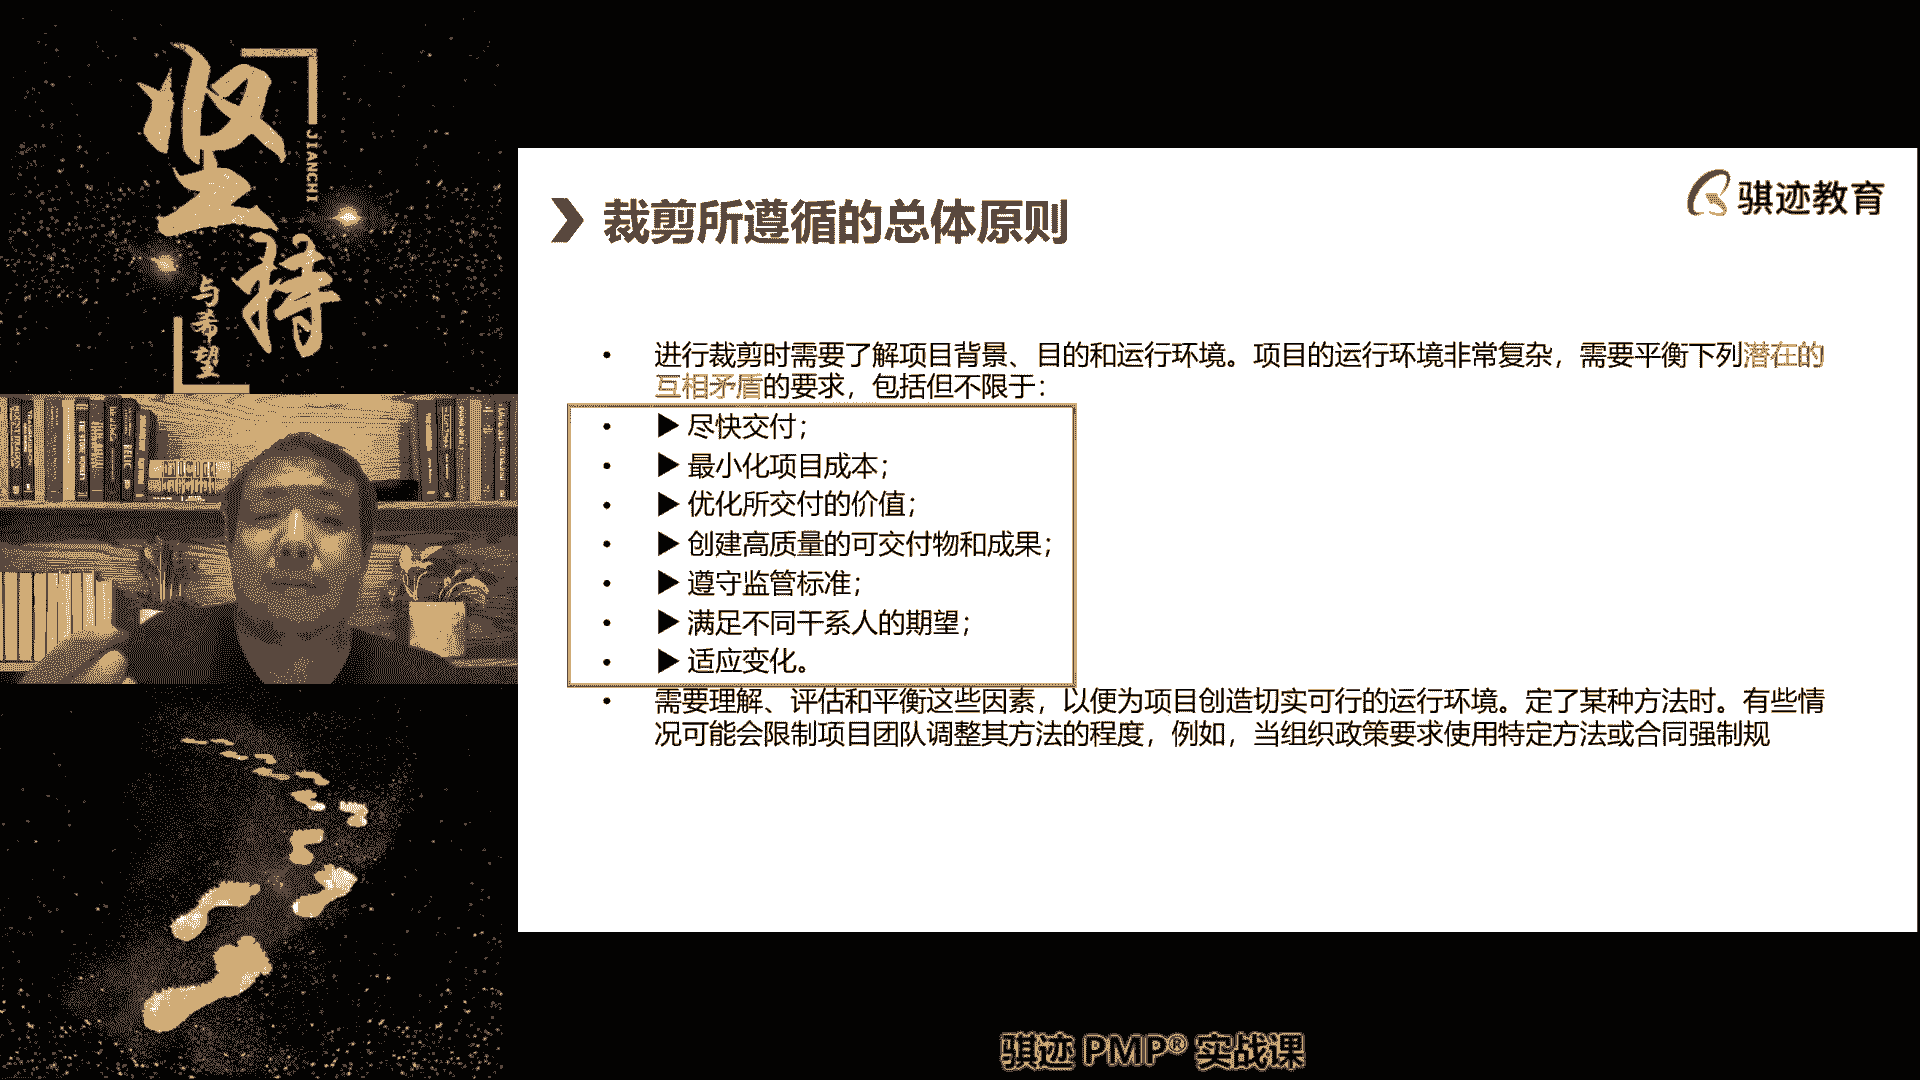 坚持
JIANCHI
与希望
骐迹教育
裁剪所遵循的总体原则
• 进行裁剪时需要了解项目背景、目的和运行环境。项目的运行环境非常复杂，需要平衡下列潜在的
互相矛盾的要求，包括但不限于：
• ▶ 尽快交付；
• ▶ 最小化项目成本；
• ▶ 优化所交付的价值；
• ▶ 创建高质量的可交付物和成果；
• ▶ 遵守监管标准；
• ▶ 满足不同干系人的期望；
• ▶ 适应变化。
• 需要理解、评估和平衡这些因素，以便为项目创造切实可行的运行环境。定了某种方法时。有些情
况可能会限制项目团队调整其方法的程度，例如，当组织政策要求使用特定方法或合同强制规
骐迹 PMP® 实战课